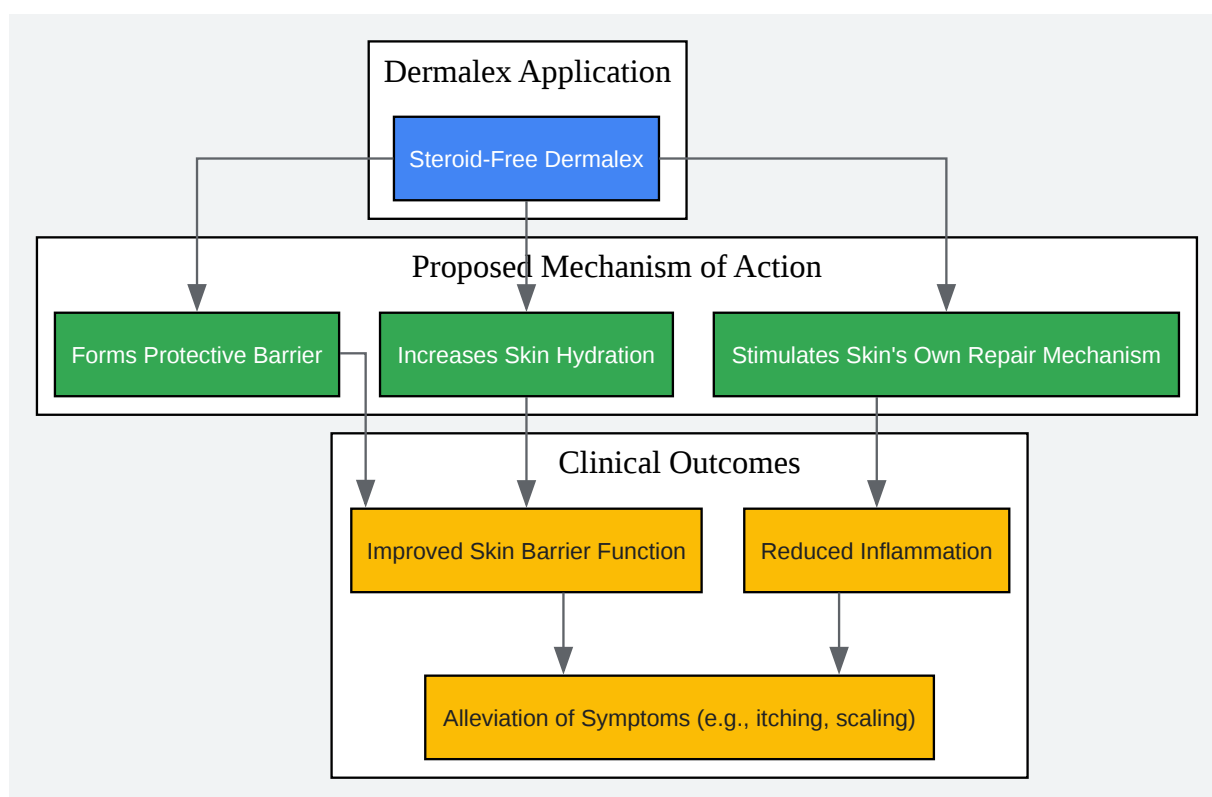 Dermalex Application
Steroid-Free Dermalex
Proposed Mechanism of Action
Forms Protective Barrier
Increases Skin Hydration
Stimulates Skin's Own Repair Mechanism
Clinical Outcomes
Improved Skin Barrier Function
Reduced Inflammation
Alleviation of Symptoms (e.g., itching, scaling)